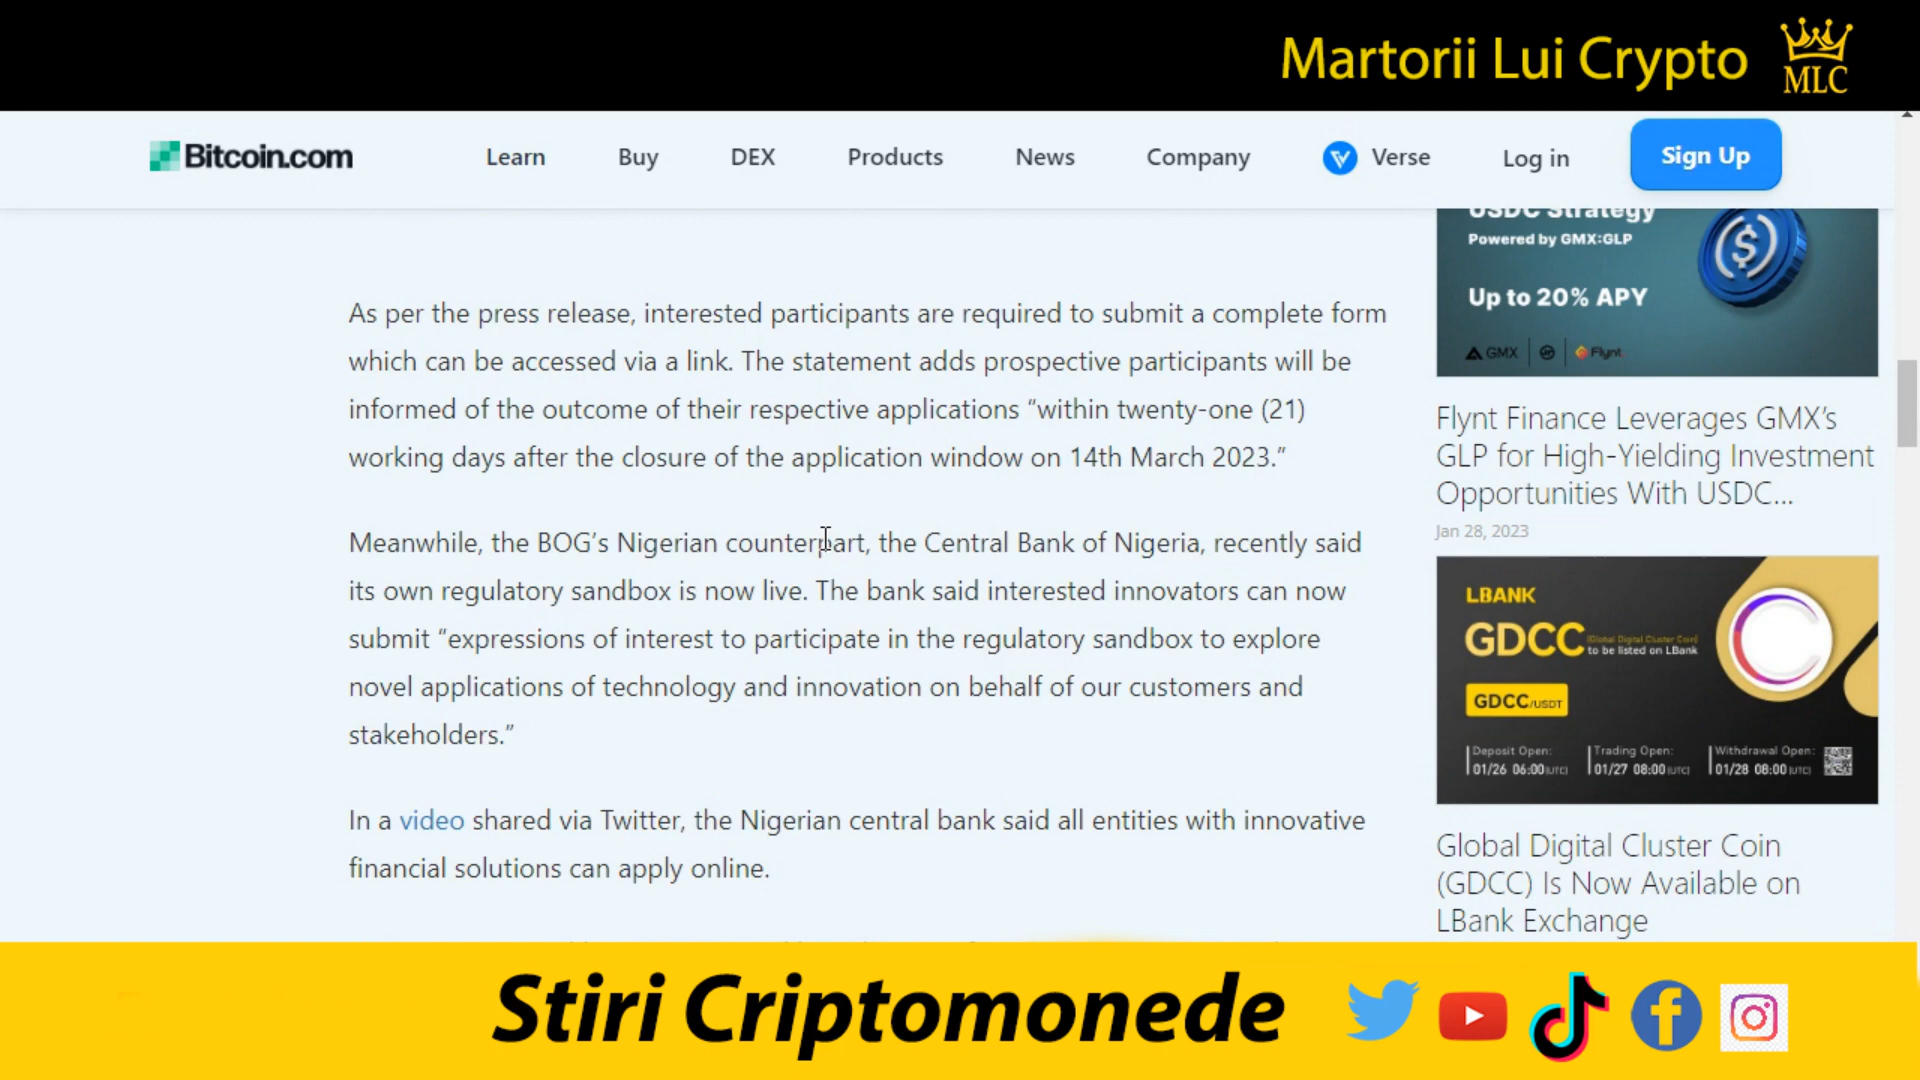 Martorii Lui Crypto
MLC
Bitcoin.com
Learn
Buy
DEX
Products
News
Company
Verse
Log in
Sign Up
As per the press release, interested participants are required to submit a complete form
which can be accessed via a link. The statement adds prospective participants will be
informed of the outcome of their respective applications “within twenty-one (21)
working days after the closure of the application window on 14th March 2023.”
Meanwhile, the BOG’s Nigerian counterpart, the Central Bank of Nigeria, recently said
its own regulatory sandbox is now live. The bank said interested innovators can now
submit “expressions of interest to participate in the regulatory sandbox to explore
novel applications of technology and innovation on behalf of our customers and
stakeholders.”
In a video shared via Twitter, the Nigerian central bank said all entities with innovative
financial solutions can apply online.
USDC Strategy
Powered by GMX:GLP
Up to 20% APY
GMX
Flynt
Flynt Finance Leverages GMX’s
GLP for High-Yielding Investment
Opportunities With USDC...
Jan 28, 2023
LBANK
GDCC (Global Digital Cluster Coin)
to be listed on LBank
GDCC/USDT
Deposit Open:
01/26 06:00(UTC)
Trading Open:
01/27 08:00(UTC)
Withdrawal Open:
01/28 08:00(UTC)
Global Digital Cluster Coin
(GDCC) Is Now Available on
LBank Exchange
Stiri Criptomonede